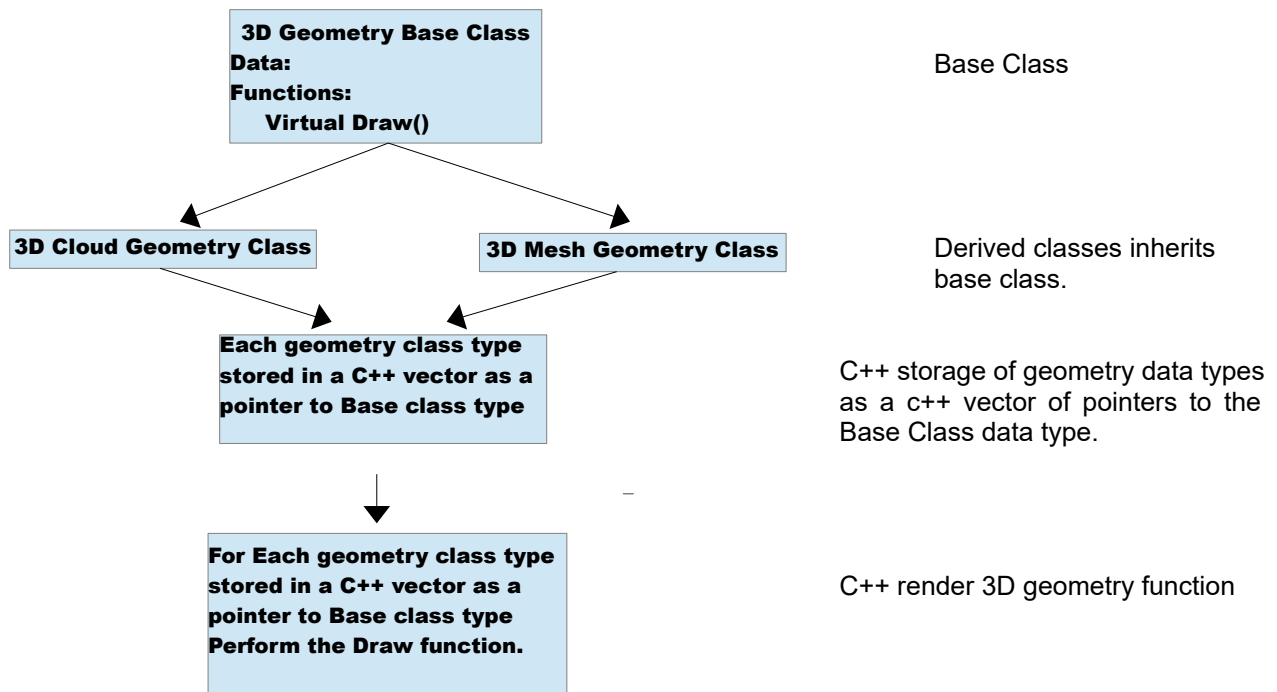 3D Geometry Base Class
Data:
Functions:
Virtual Draw()
Base Class
3D Cloud Geometry Class
3D Mesh Geometry Class
Derived classes inherits
base class.
Each geometry class type
stored in a C++ vector as a
pointer to Base class type
C++ storage of geometry data types
as a c++ vector of pointers to the
Base Class data type.
For Each geometry class type
stored in a C++ vector as a
pointer to Base class type
Perform the Draw function.
C++ render 3D geometry function